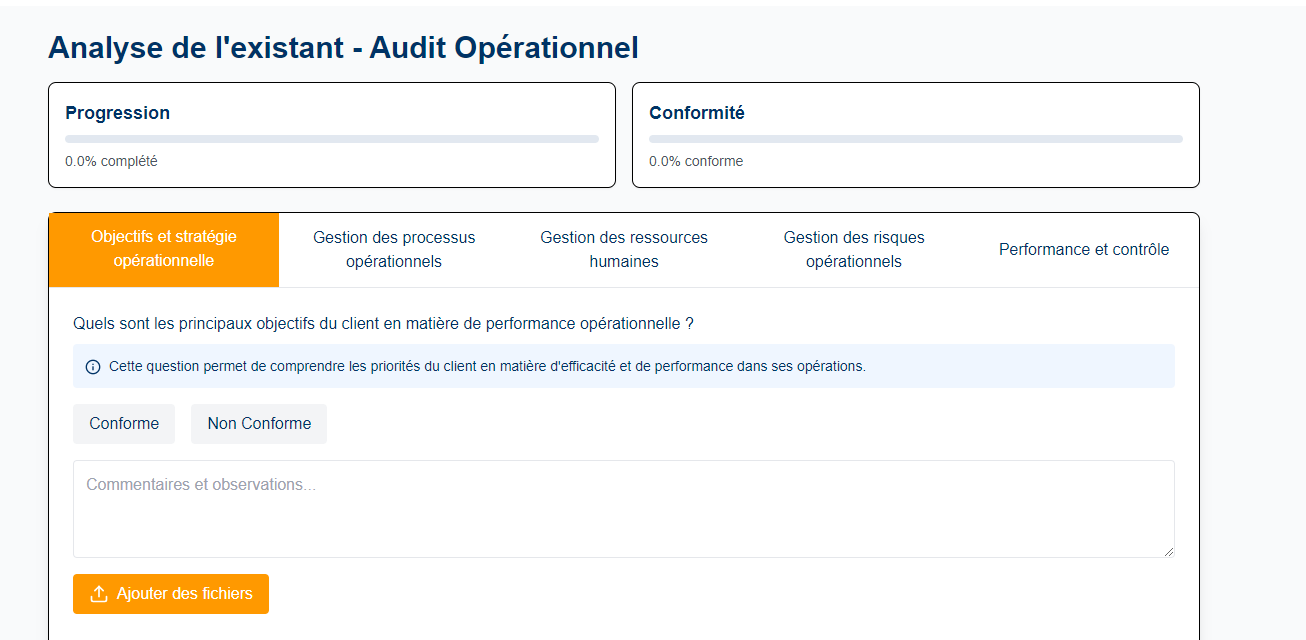 Analyse de l'existant - Audit Opérationnel
Progression
0.0% complété
Conformité
0.0% conforme
Objectifs et stratégie
opérationnelle
Gestion des processus
opérationnels
Gestion des ressources
humaines
Gestion des risques
opérationnels
Performance et contrôle
Quels sont les principaux objectifs du client en matière de performance opérationnelle ?
Cette question permet de comprendre les priorités du client en matière d'efficacité et de performance dans ses opérations.
Conforme
Non Conforme
Commentaires et observations...
Ajouter des fichiers